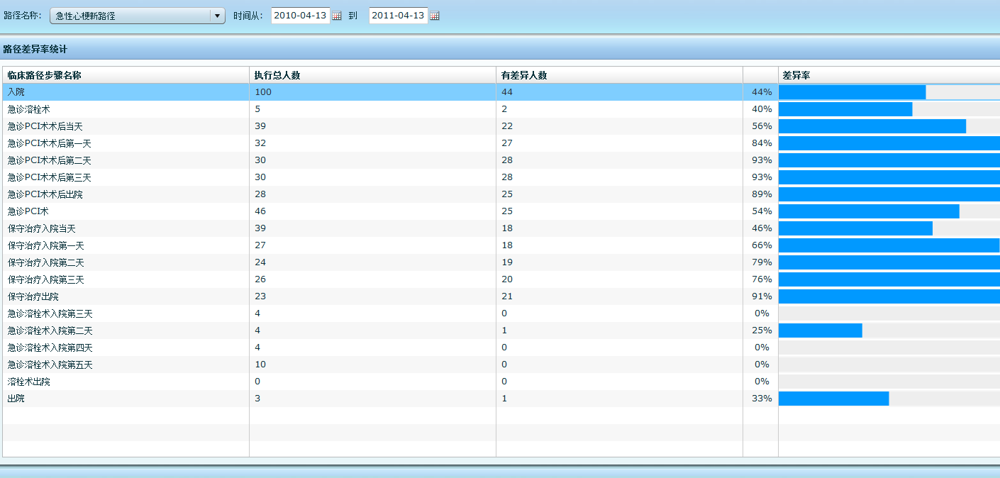 路径名称: 急性心梗新路径 时间从: 2010-04-13 到 2011-04-13
路径差异率统计
临床路径步骤名称 执行总人数 有差异人数 差异率
入院 100 44 44%
急诊溶栓术 5 2 40%
急诊PCI术术后当天 39 22 56%
急诊PCI术术后第一天 32 27 84%
急诊PCI术术后第二天 30 28 93%
急诊PCI术术后第三天 30 28 93%
急诊PCI术术后出院 28 25 89%
急诊PCI术 46 25 54%
保守治疗入院当天 39 18 46%
保守治疗入院第一天 27 18 66%
保守治疗入院第二天 24 19 79%
保守治疗入院第三天 26 20 76%
保守治疗出院 23 21 91%
急诊溶栓术入院第三天 4 0 0%
急诊溶栓术入院第二天 4 1 25%
急诊溶栓术入院第四天 4 0 0%
急诊溶栓术入院第五天 10 0 0%
溶栓术出院 0 0 0%
出院 3 1 33%